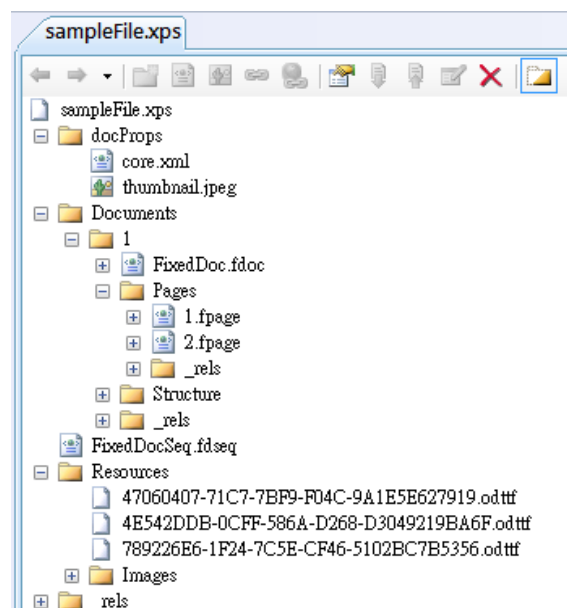 sampleFile.xps
sampleFile.xps
docProps
core.xml
thumbnail.jpeg
Documents
1
FixedDoc.fdoc
Pages
1.fpage
2.fpage
_rels
Structure
_rels
FixedDocSeq.fdseq
Resources
47060407-71C7-7BF9-F04C-9A1E5E627919.odttf
4E542DDB-0CFF-586A-D268-D3049219BA6F.odttf
789226E6-1F24-7C5E-CF46-5102BC7B5356.odttf
Images
_rels